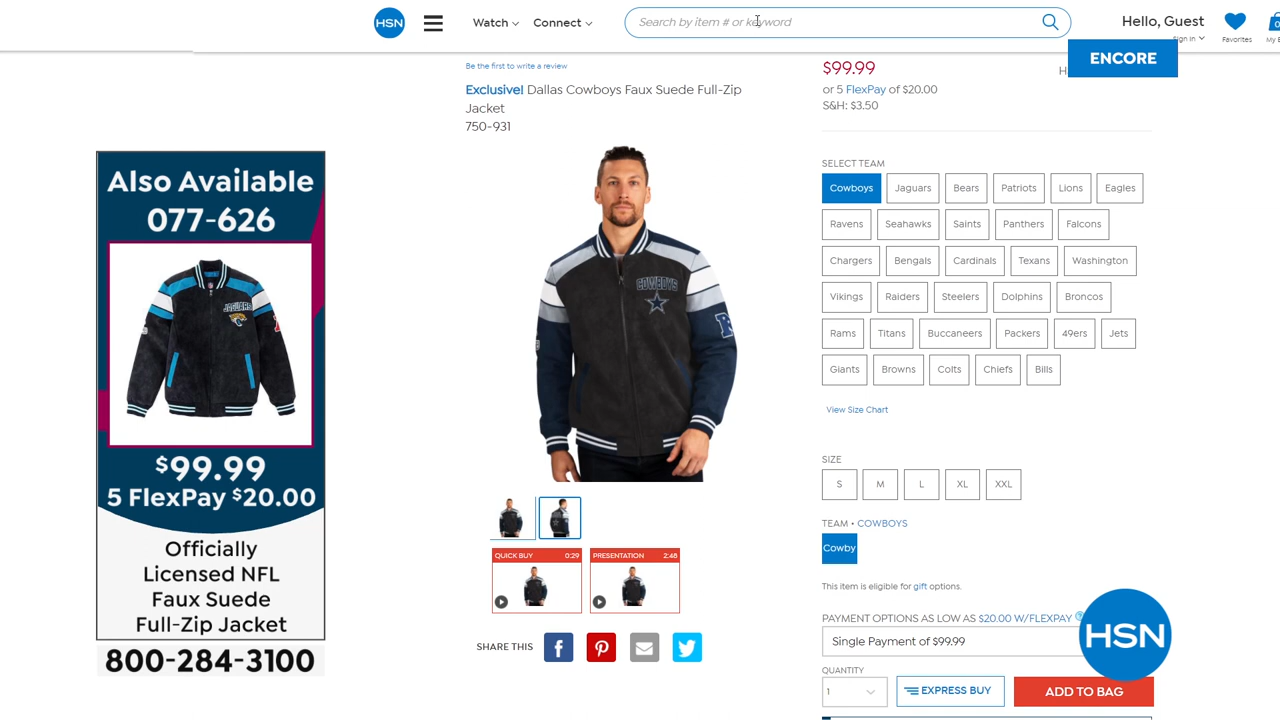 HSN
Watch
Connect
Search by item # or keyword
Hello, Guest
Sign In
Favorites
0
ENCORE
Be the first to write a review
Exclusive! Dallas Cowboys Faux Suede Full-Zip
Jacket
750-931
$99.99
or 5 FlexPay of $20.00
S&H: $3.50
Also Available
077-626
JAGUARS
$99.99
5 FlexPay $20.00
Officially
Licensed NFL
Faux Suede
Full-Zip Jacket
800-284-3100
COWBOYS
QUICK BUY 0:29
PRESENTATION 2:48
SHARE THIS
SELECT TEAM
Cowboys Jaguars Bears Patriots Lions Eagles
Ravens Seahawks Saints Panthers Falcons
Chargers Bengals Cardinals Texans Washington
Vikings Raiders Steelers Dolphins Broncos
Rams Titans Buccaneers Packers 49ers Jets
Giants Browns Colts Chiefs Bills
View Size Chart
SIZE
S M L XL XXL
TEAM • COWBOYS
Cowby
This item is eligible for gift options.
PAYMENT OPTIONS AS LOW AS $20.00 W/FLEXPAY
Single Payment of $99.99
HSN
QUANTITY
1
EXPRESS BUY
ADD TO BAG